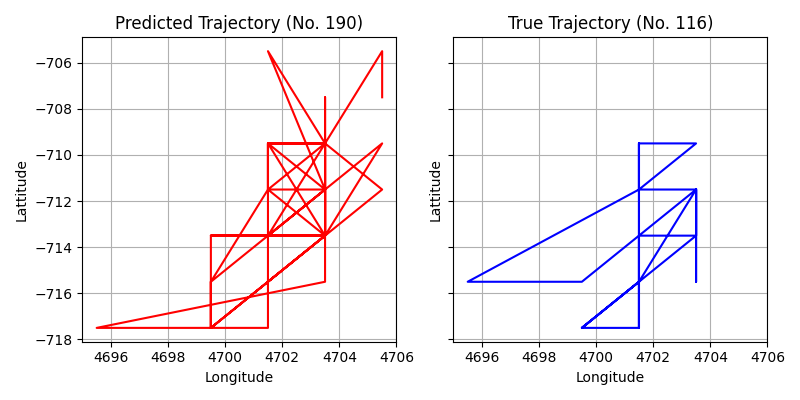 Predicted Trajectory (No. 190)
True Trajectory (No. 116)
−706
−708
−710
−712
−714
−716
−718
Lattitude
Lattitude
4696 4698 4700 4702 4704 4706
4696 4698 4700 4702 4704 4706
Longitude
Longitude